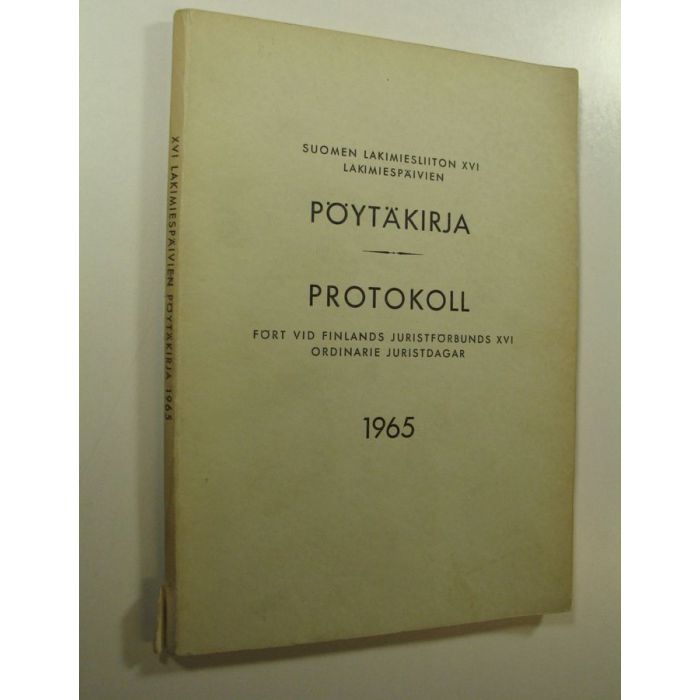 XVI LAKIMIESPÄIVIEN PÖYTÄKIRJA 1965
SUOMEN LAKIMIESLIITON XVI
LAKIMIESPÄIVIEN
PÖYTÄKIRJA
PROTOKOLL
FÖRT VID FINLANDS JURISTFÖRBUNDS XVI
ORDINARIE JURISTDAGAR
1965